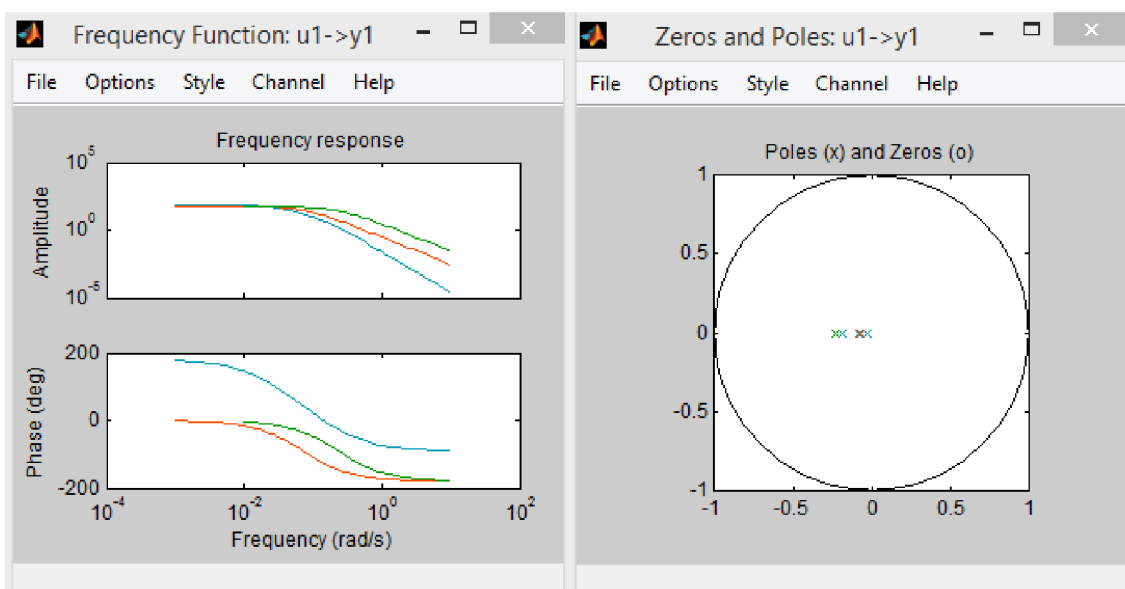 Frequency Function: u1->y1
File Options Style Channel Help
Frequency response
Amplitude
10^5
10^0
10^-5
Phase (deg)
200
0
-200
10^-4 10^-2 10^0 10^2
Frequency (rad/s)
Zeros and Poles: u1->y1
File Options Style Channel Help
Poles (x) and Zeros (o)
1
0.5
0
-0.5
-1
-1 -0.5 0 0.5 1